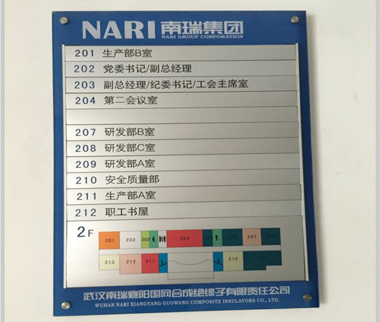 NARI 南瑞集团
NARI GROUP CORPORATION
201 生产部B室
202 党委书记/副总经理
203 副总经理/纪委书记/工会主席室
204 第二会议室
207 研发部B室
208 研发部C室
209 研发部A室
210 安全质量部
211 生产部A室
212 职工书屋
2F
201 202 203 204 207
213 212 211 210
武汉南瑞襄阳国网合成绝缘子有限责任公司
WUHAN NARI XIANGYANG GUOWANG COMPOSITE INSULATORS CO., LTD.